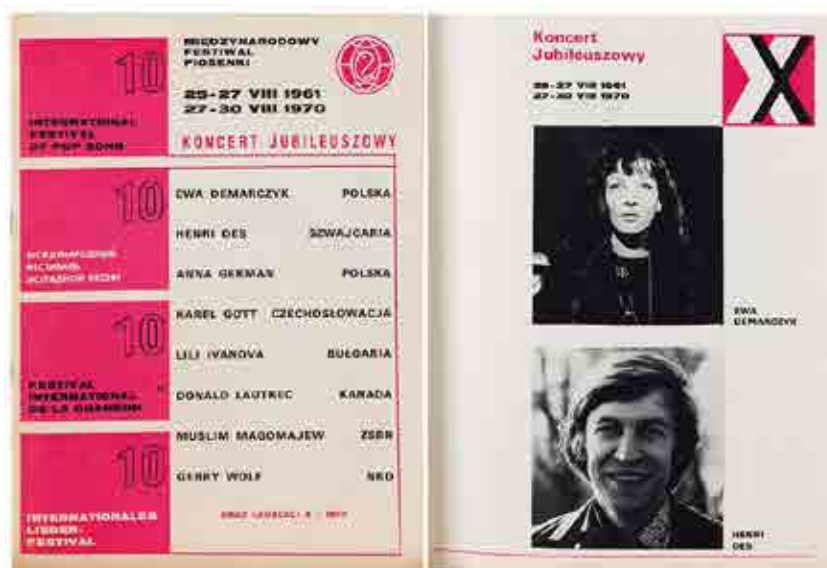 10
INTERNATIONAL
FESTIVAL
OF POP SONG
10
10
FESTIVAL
INTERNATIONAL
DE LA CHANSON
10
INTERNATIONALES
LIEDER-
FESTIVAL
MIĘDZYNARODOWY
FESTIWAL
PIOSENKI
25-27 VIII 1961
27-30 VIII 1970
KONCERT JUBILEUSZOWY
EWA DEMARCZYK POLSKA
HENRI DES SZWAJCARIA
ANNA GERMAN POLSKA
KAREL GOTT CZECHOSŁOWACJA
LILI IVANOVA BUŁGARIA
DONALD LAUTREC KANADA
MUSLIM MAGOMAJEW ZSRR
GERRY WOLF NRD
Koncert
Jubileuszowy
25-27 VIII 1961
27-30 VIII 1970
X
EWA
DEMARCZYK
HENRI
DES